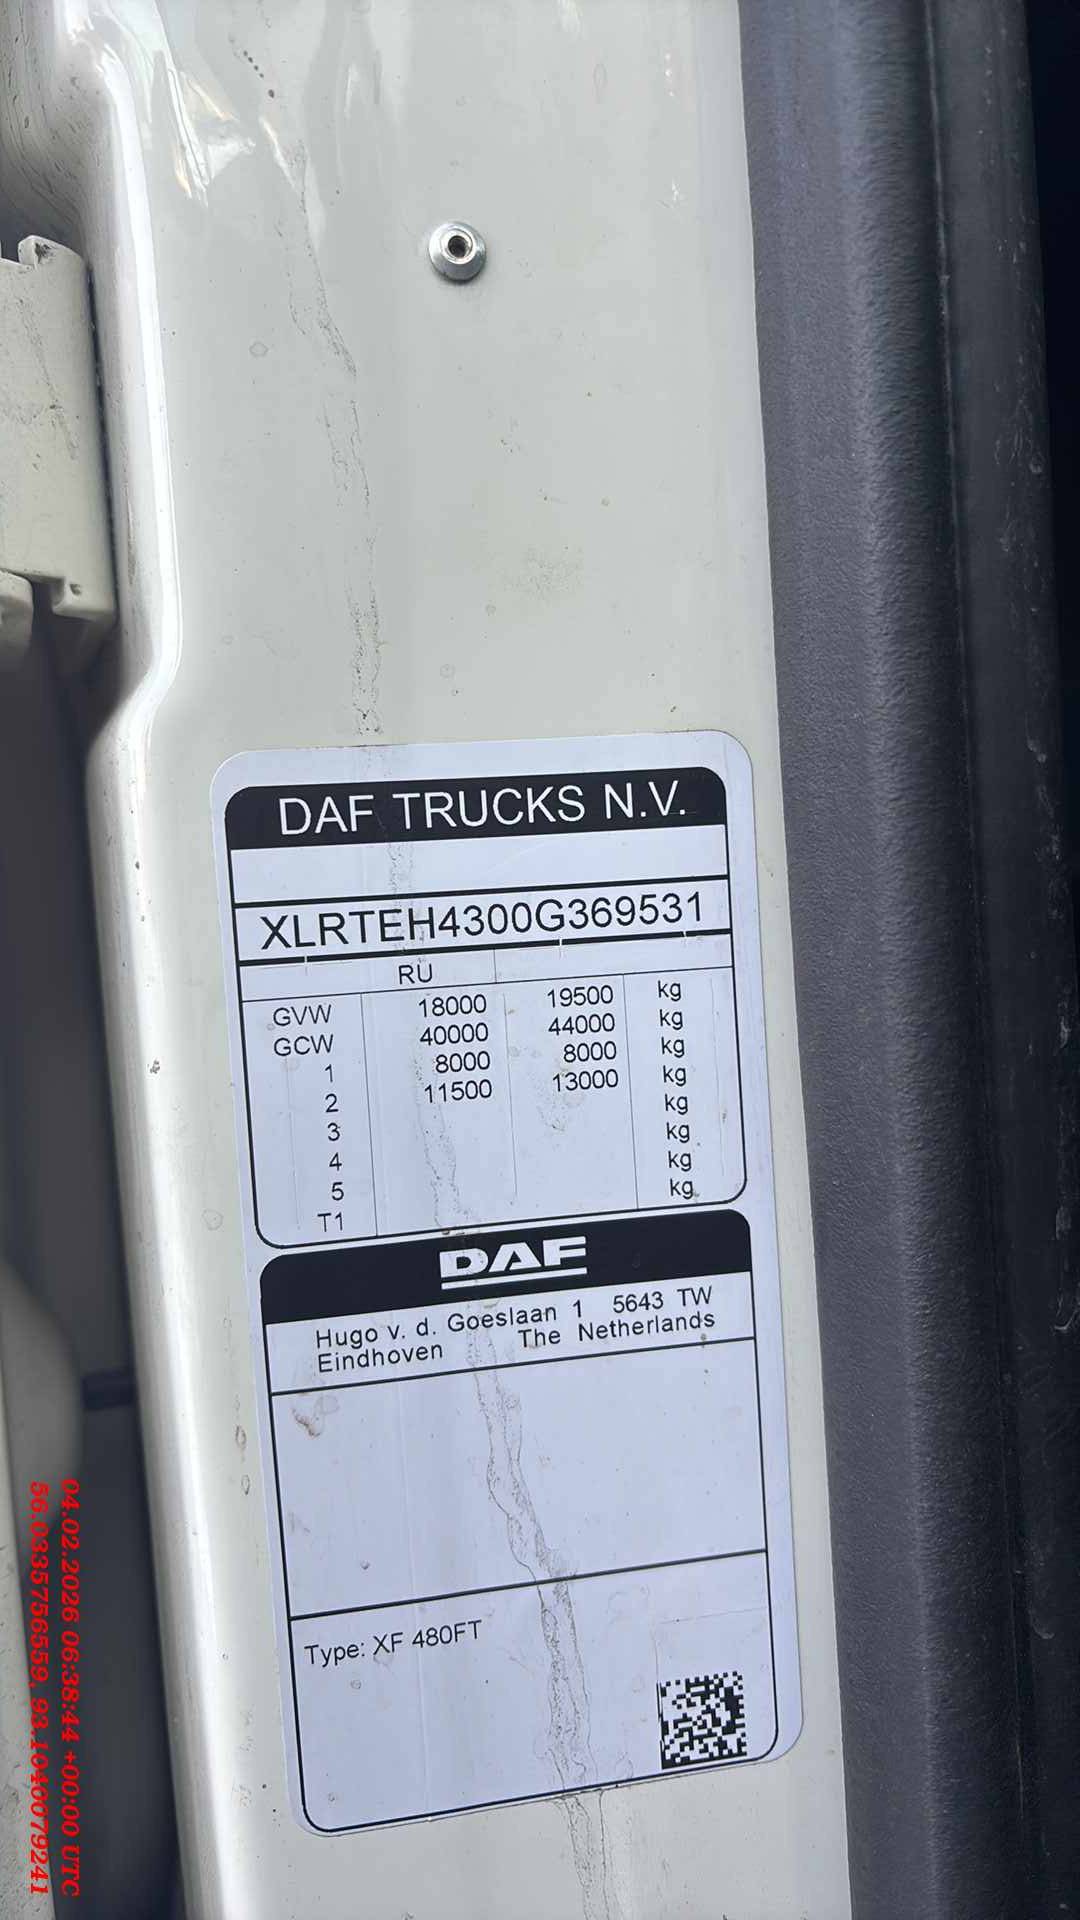 DAF TRUCKS N.V.
XLRTEH4300G369531
RU
GVW 18000 19500 kg
GCW 40000 44000 kg
1 8000 8000 kg
2 11500 13000 kg
3 kg
4 kg
5 kg
T1 kg
DAF
Hugo v. d. Goeslaan 1 5643 TW
Eindhoven The Netherlands
Type: XF 480FT
04.02.2026 06:38:44 +00:00 UTC
56.0335756559, 93.1040079241